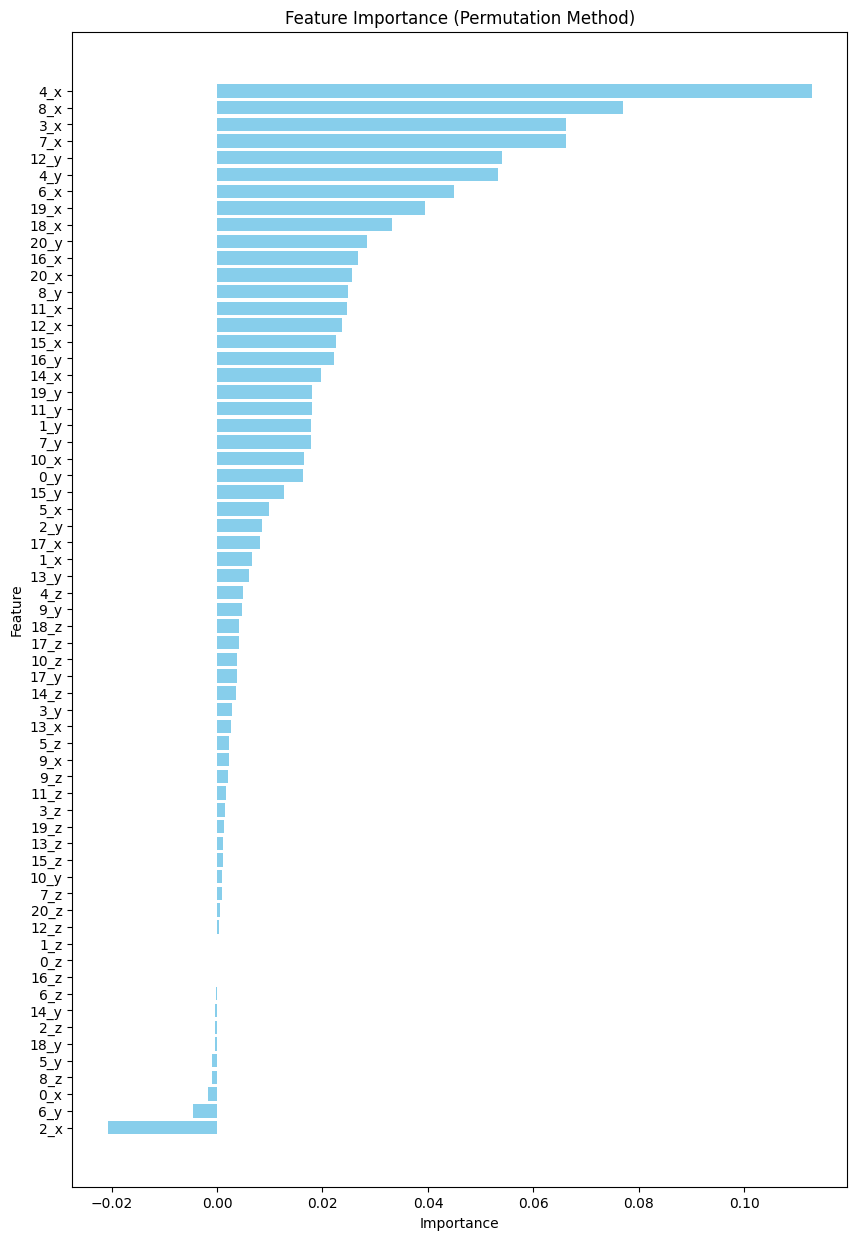 Feature Importance (Permutation Method)
4_x
8_x
3_x
7_x
12_y
4_y
6_x
19_x
18_x
20_y
16_x
20_x
8_y
11_x
12_x
15_x
16_y
14_x
19_y
11_y
1_y
7_y
10_x
0_y
15_y
5_x
2_y
17_x
1_x
13_y
4_z
9_y
18_z
17_z
10_z
17_y
14_z
3_y
13_x
5_z
9_x
9_z
11_z
3_z
19_z
13_z
15_z
10_y
7_z
20_z
12_z
1_z
0_z
16_z
6_z
14_y
2_z
18_y
5_y
8_z
0_x
6_y
2_x
Feature
−0.02 0.00 0.02 0.04 0.06 0.08 0.10
Importance